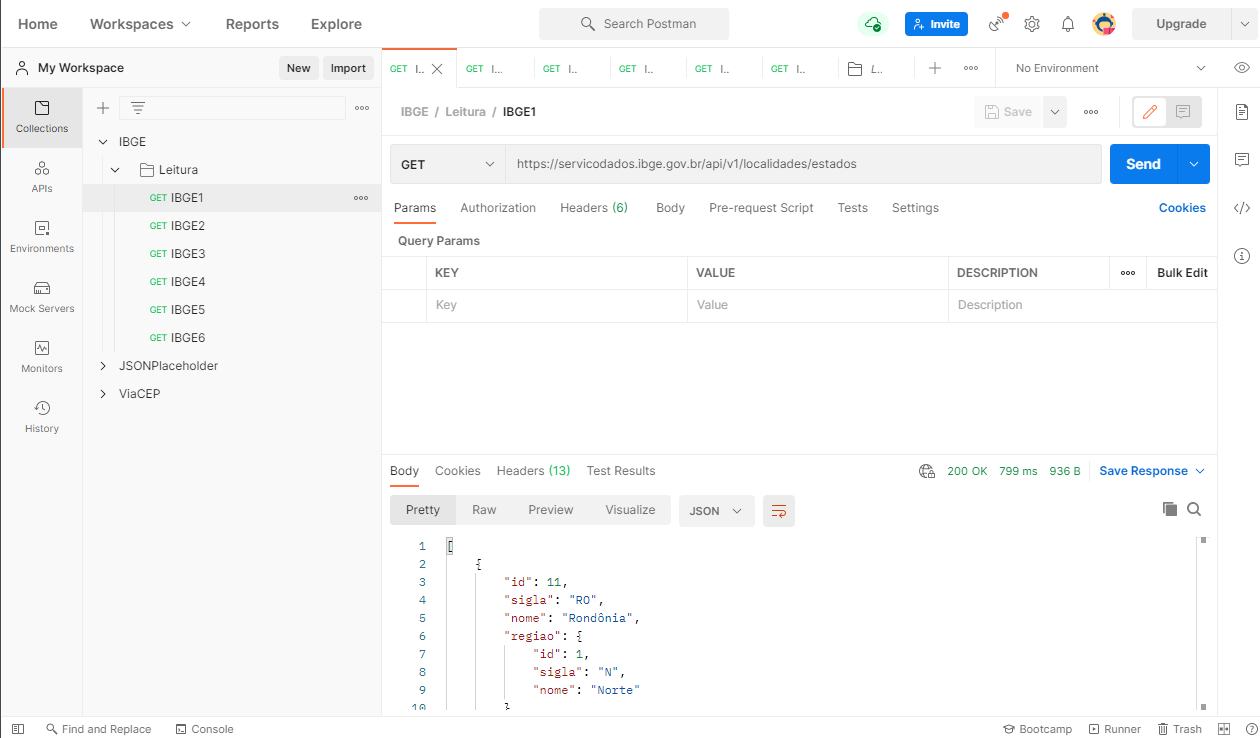 Home Workspaces Reports Explore Search Postman Invite Upgrade
My Workspace New Import
GET I.. GET I... GET I.. GET I.. GET I.. GET I.. L.. No Environment
Collections
APIs
Environments
Mock Servers
Monitors
History
IBGE
Leitura
GET IBGE1
GET IBGE2
GET IBGE3
GET IBGE4
GET IBGE5
GET IBGE6
JSONPlaceholder
ViaCEP
IBGE / Leitura / IBGE1 Save
GET https://servicodados.ibge.gov.br/api/v1/localidades/estados Send
Params Authorization Headers (6) Body Pre-request Script Tests Settings Cookies
Query Params
KEY VALUE DESCRIPTION Bulk Edit
Key Value Description
Body Cookies Headers (13) Test Results 200 OK 799 ms 936 B Save Response
Pretty Raw Preview Visualize JSON
1 [
2 {
3 "id": 11,
4 "sigla": "RO",
5 "nome": "Rondônia",
6 "regiao": {
7 "id": 1,
8 "sigla": "N",
9 "nome": "Norte"
10 }
Find and Replace Console Bootcamp Runner Trash